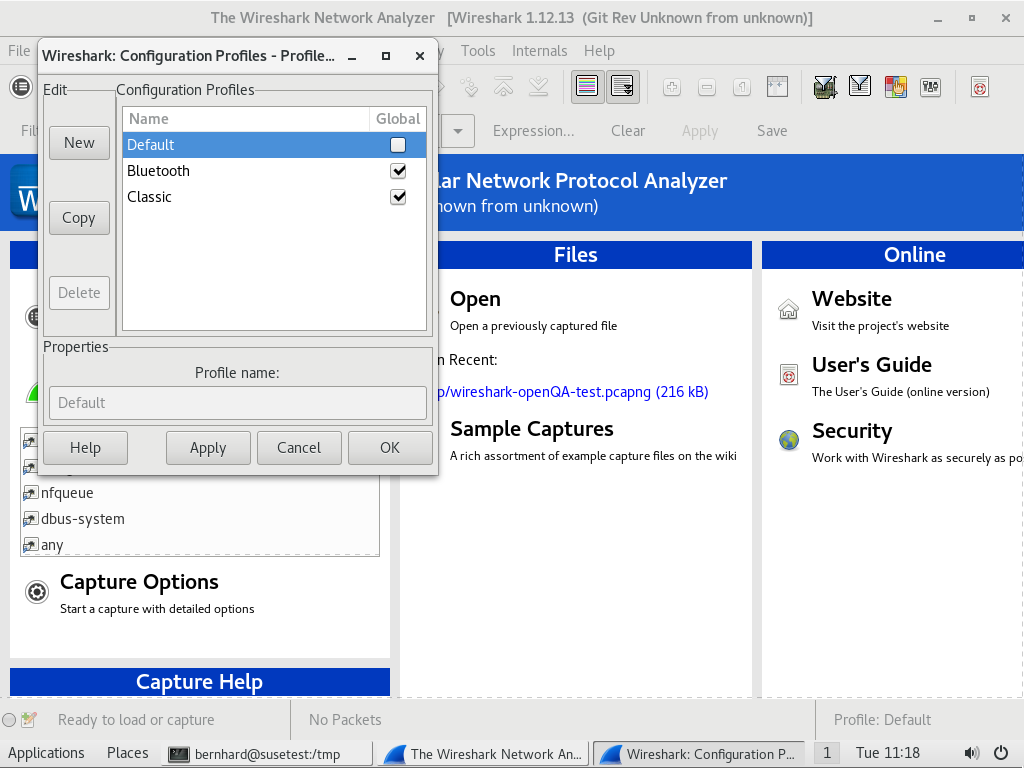 The Wireshark Network Analyzer [Wireshark 1.12.13 (Git Rev Unknown from unknown)]
Wireshark: Configuration Profiles - Profile...
File
Tools Internals Help
Edit
Configuration Profiles
Name Global
Default
Bluetooth
Classic
New
Copy
Delete
Properties
Profile name:
Default
Help Apply Cancel OK
Expression... Clear Apply Save
lar Network Protocol Analyzer
nown from unknown)
Files
Open
Open a previously captured file
n Recent:
p/wireshark-openQA-test.pcapng (216 kB)
Sample Captures
A rich assortment of example capture files on the wiki
Online
Website
Visit the project's website
User's Guide
The User's Guide (online version)
Security
Work with Wireshark as securely as po
nfqueue
dbus-system
any
Capture Options
Start a capture with detailed options
Capture Help
Ready to load or capture
No Packets
Profile: Default
Applications Places bernhard@susetest:/tmp The Wireshark Network An... Wireshark: Configuration P... 1 Tue 11:18